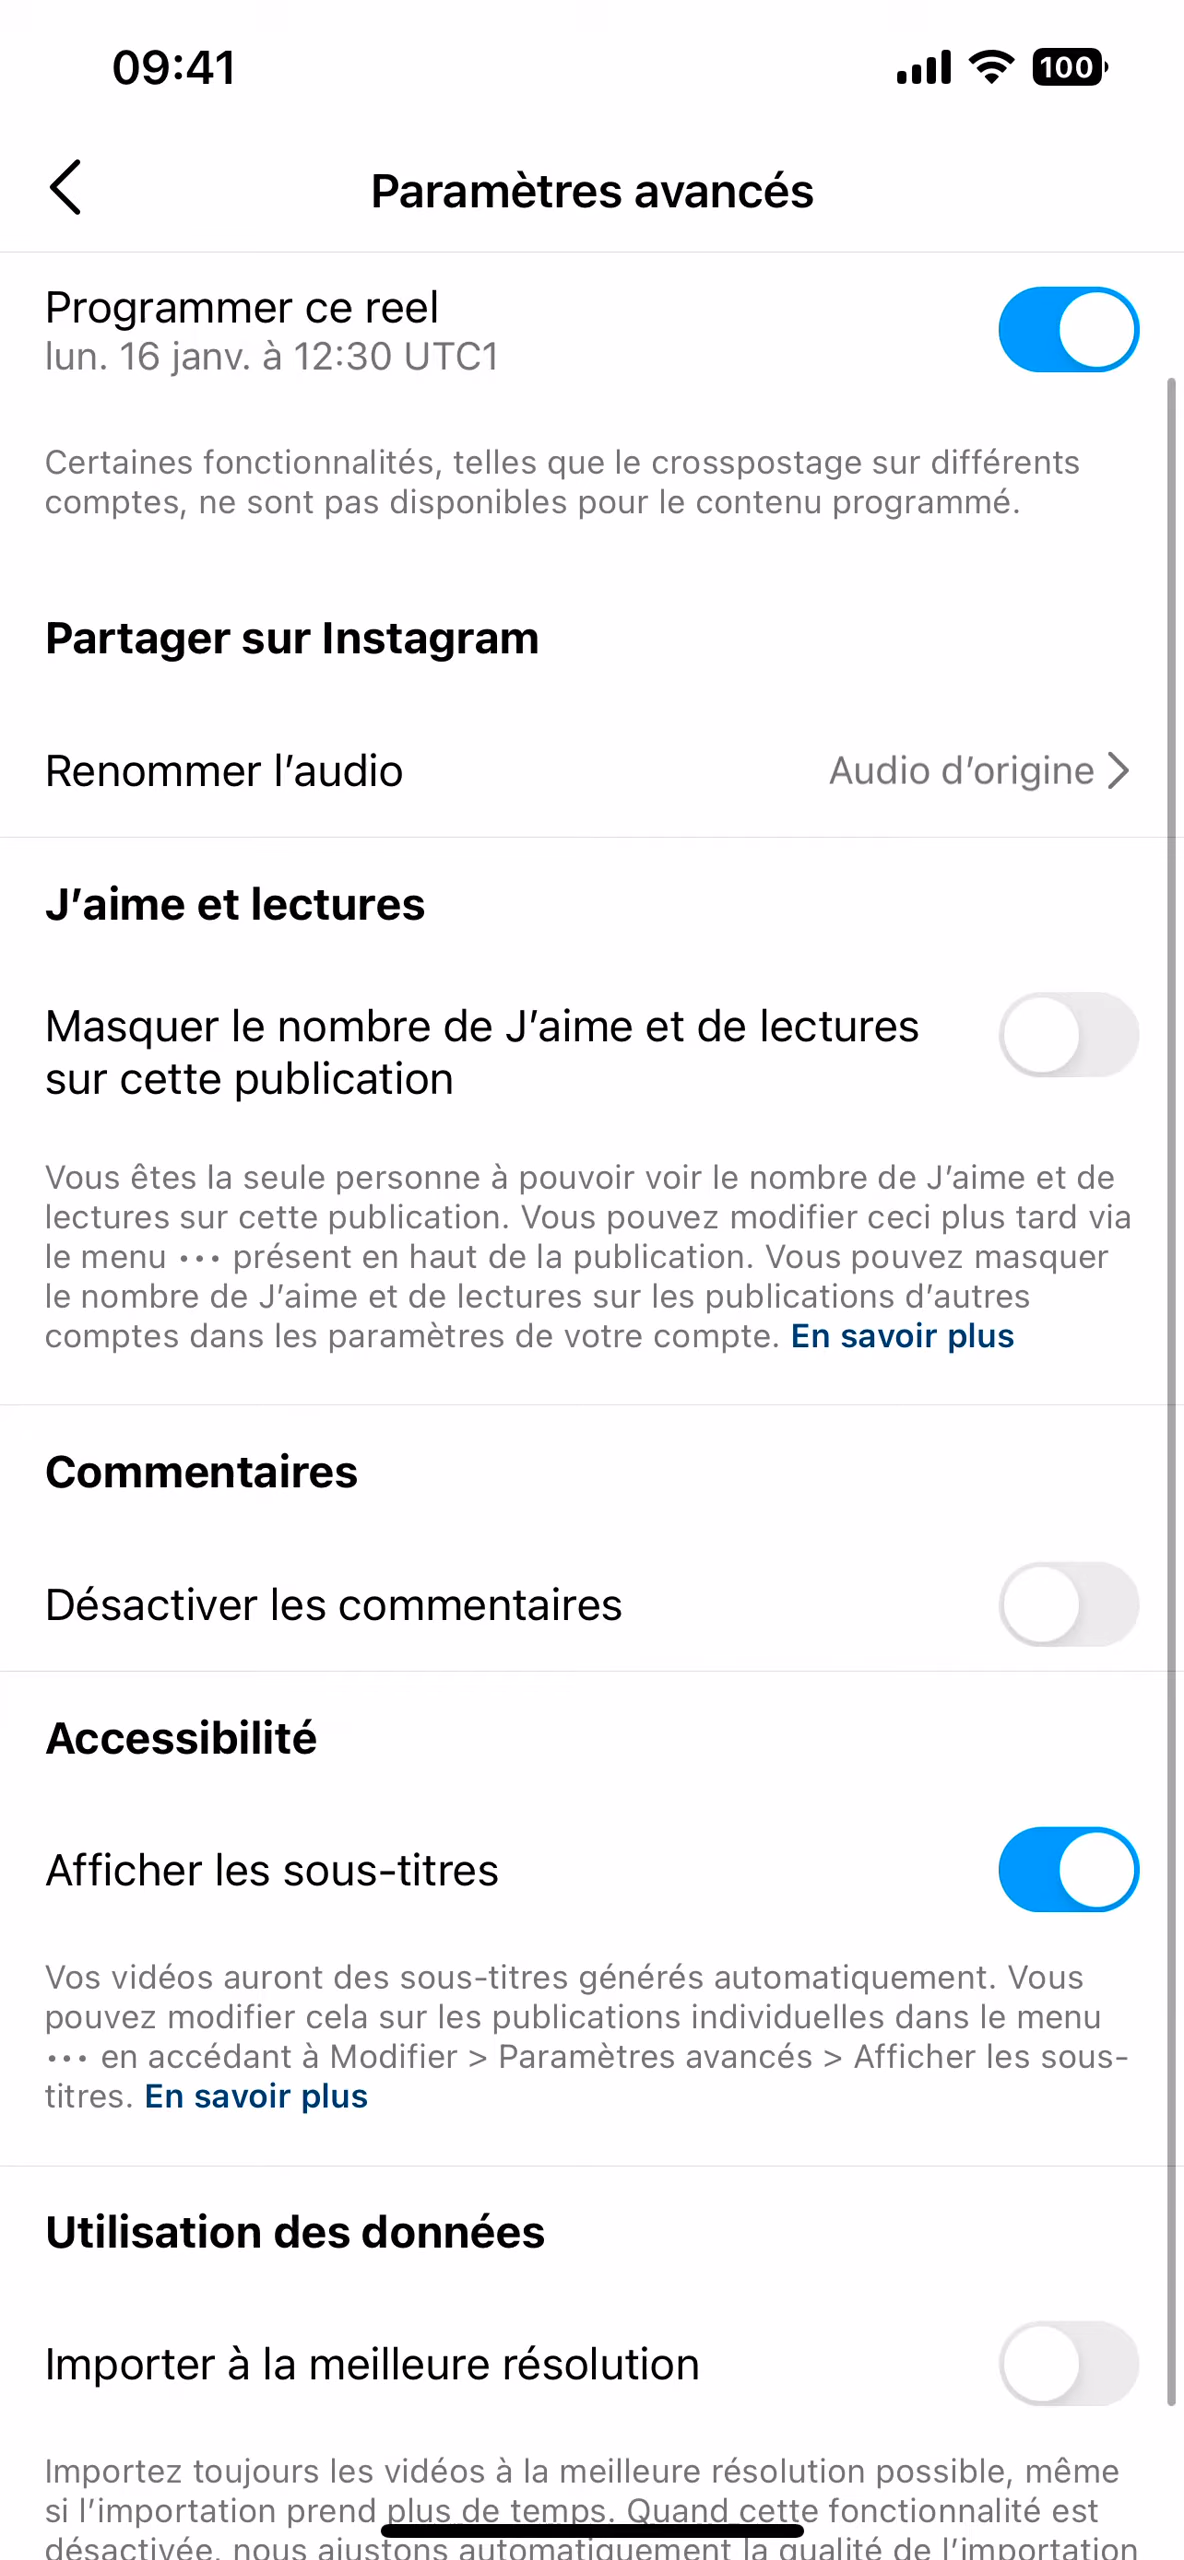 09:41
100
Paramètres avancés
Programmer ce reel
lun. 16 janv. à 12:30 UTC1
Certaines fonctionnalités, telles que le crosspostage sur différents
comptes, ne sont pas disponibles pour le contenu programmé.
Partager sur Instagram
Renommer l’audio
Audio d’origine
J’aime et lectures
Masquer le nombre de J’aime et de lectures
sur cette publication
Vous êtes la seule personne à pouvoir voir le nombre de J’aime et de
lectures sur cette publication. Vous pouvez modifier ceci plus tard via
le menu ••• présent en haut de la publication. Vous pouvez masquer
le nombre de J’aime et de lectures sur les publications d’autres
comptes dans les paramètres de votre compte. En savoir plus
Commentaires
Désactiver les commentaires
Accessibilité
Afficher les sous-titres
Vos vidéos auront des sous-titres générés automatiquement. Vous
pouvez modifier cela sur les publications individuelles dans le menu
••• en accédant à Modifier > Paramètres avancés > Afficher les sous-
titres. En savoir plus
Utilisation des données
Importer à la meilleure résolution
Importez toujours les vidéos à la meilleure résolution possible, même
si l’importation prend plus de temps. Quand cette fonctionnalité est
désactivée, nous ajustons automatiquement la qualité de l’importation